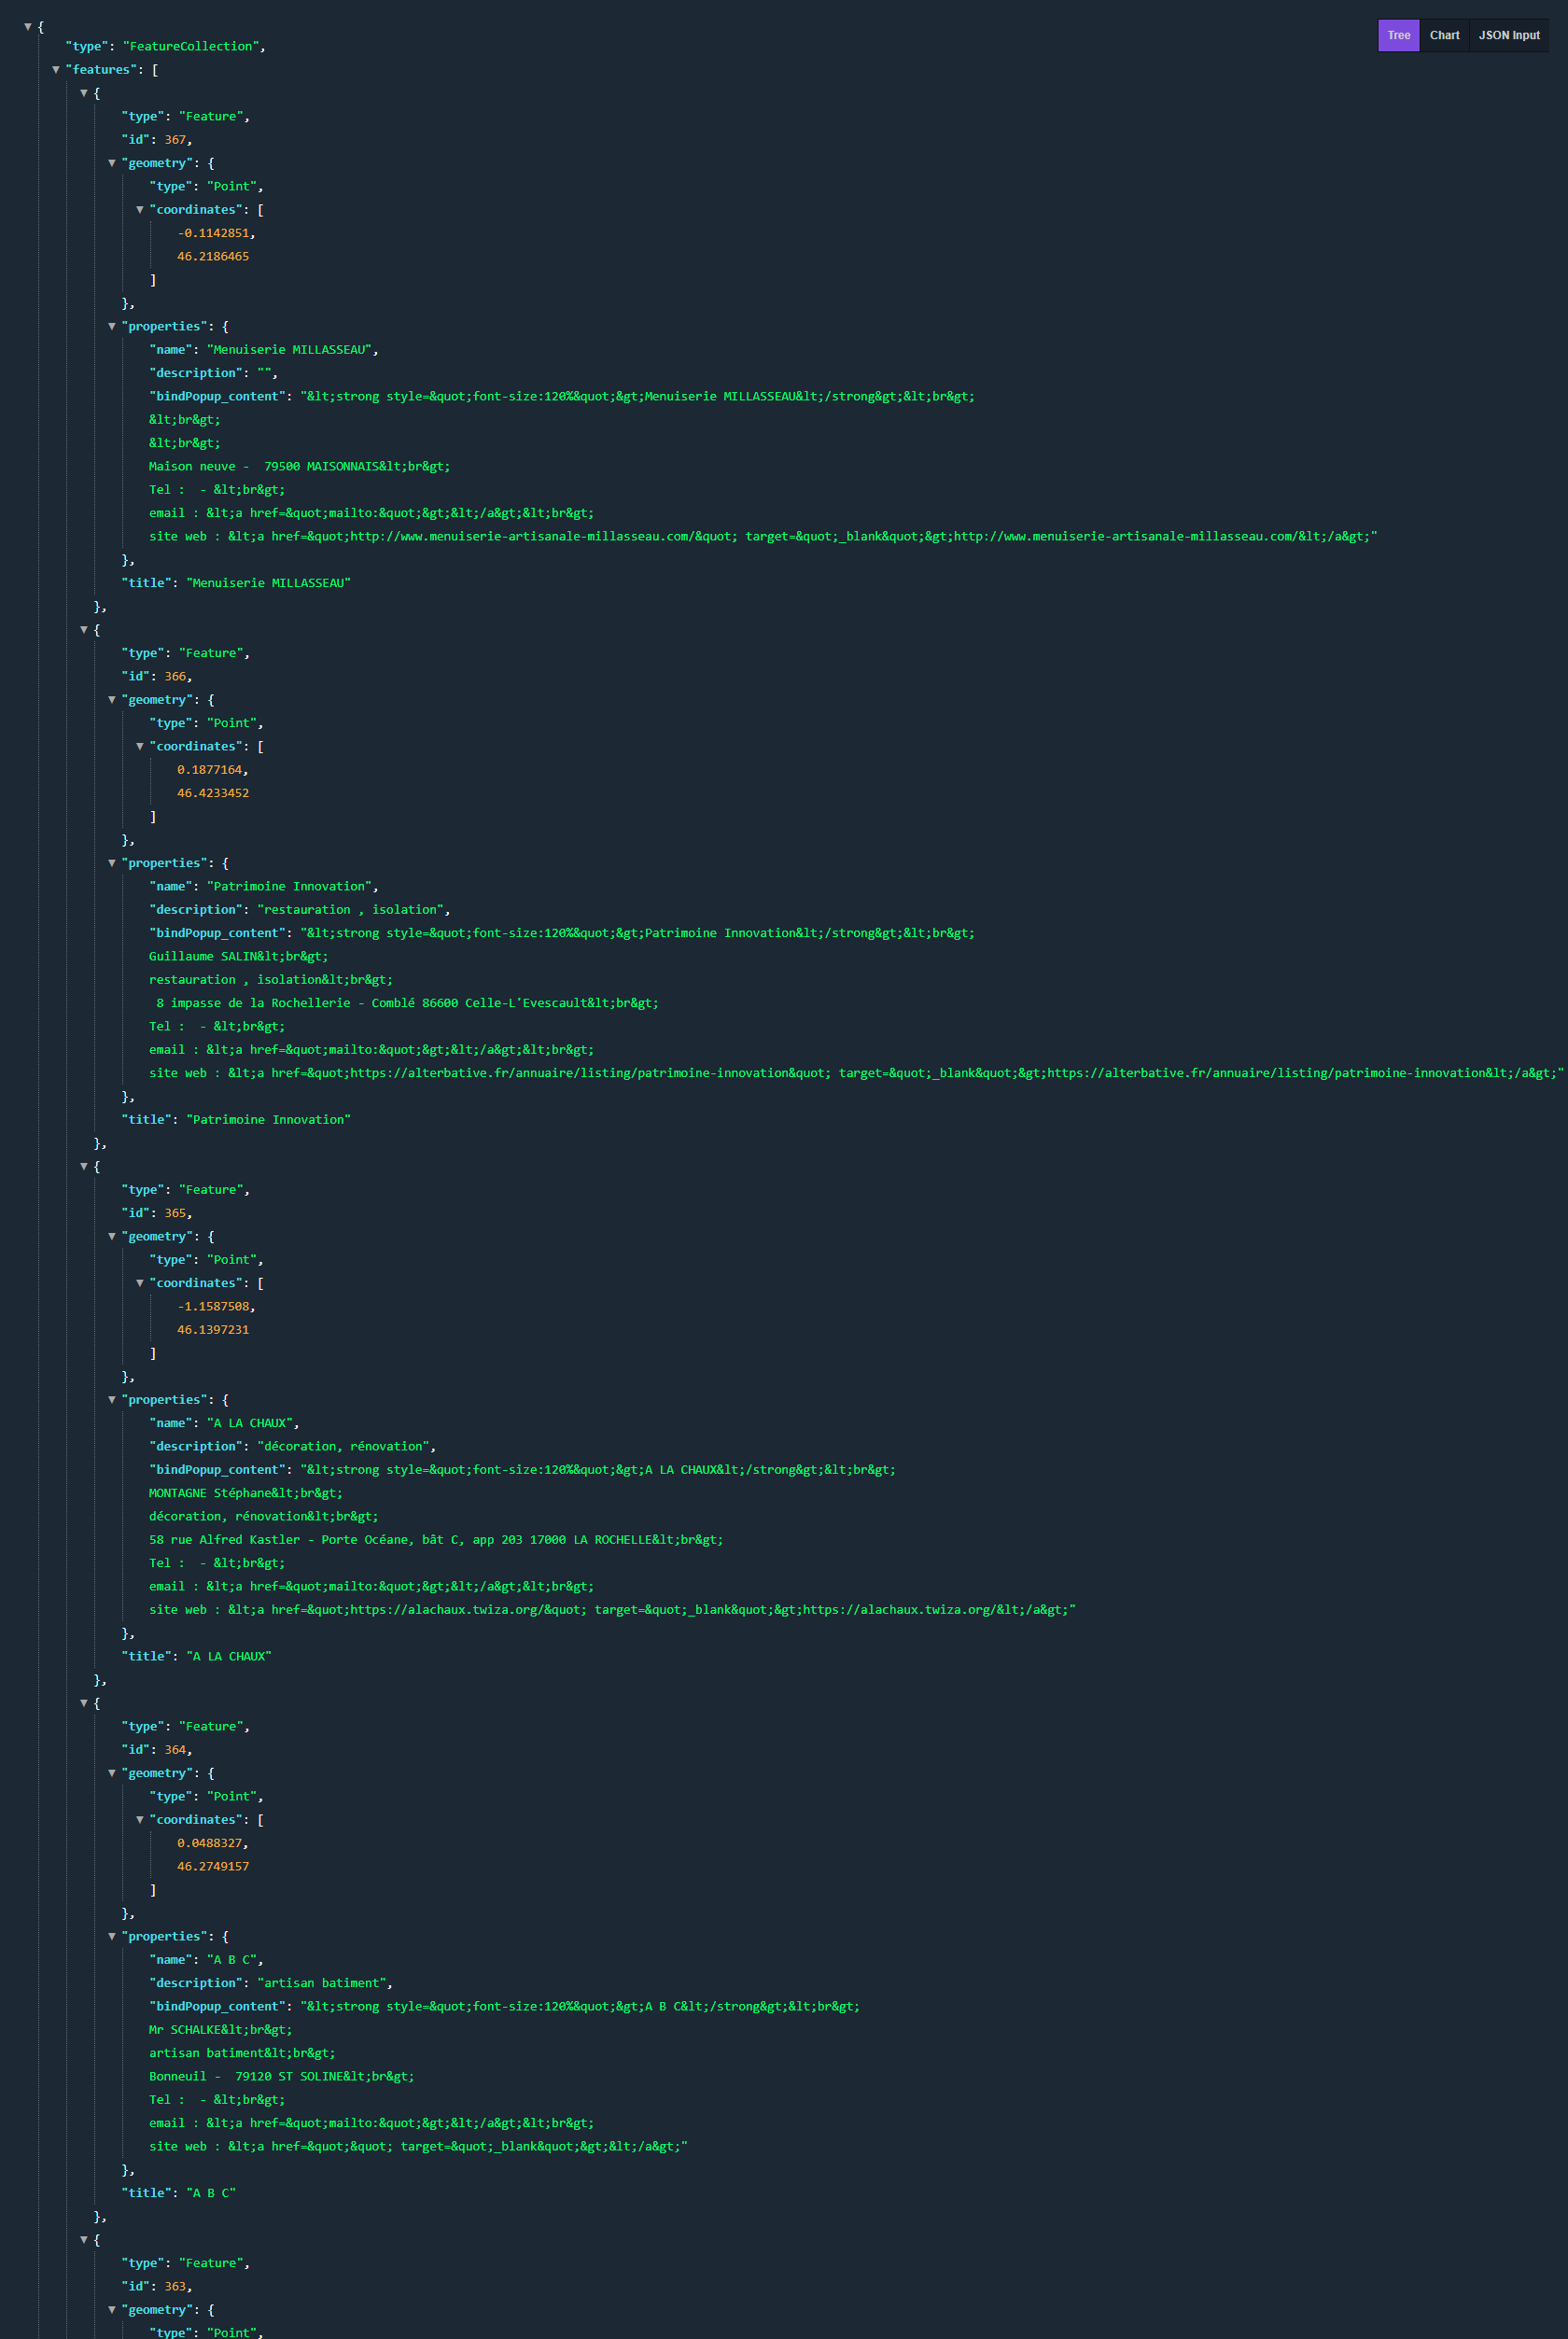 {
"type": "FeatureCollection",
Tree Chart JSON Input
"features": [
{
"type": "Feature",
"id": 367,
"geometry": {
"type": "Point",
"coordinates": [
-0.1142851,
46.2186465
]
},
"properties": {
"name": "Menuiserie MILLASSEAU",
"description": "",
"bindPopup_content": "&lt;strong style=&quot;font-size:120%&quot;&gt;Menuiserie MILLASSEAU&lt;/strong&gt;&lt;br&gt;
&lt;br&gt;
&lt;br&gt;
Maison neuve -  79500 MAISONNAIS&lt;br&gt;
Tel :  - &lt;br&gt;
email : &lt;a href=&quot;mailto:&quot;&gt;&lt;/a&gt;&lt;br&gt;
site web : &lt;a href=&quot;http://www.menuiserie-artisanale-millasseau.com/&quot; target=&quot;_blank&quot;&gt;http://www.menuiserie-artisanale-millasseau.com/&lt;/a&gt;"
},
"title": "Menuiserie MILLASSEAU"
},
{
"type": "Feature",
"id": 366,
"geometry": {
"type": "Point",
"coordinates": [
0.1877164,
46.4233452
]
},
"properties": {
"name": "Patrimoine Innovation",
"description": "restauration , isolation",
"bindPopup_content": "&lt;strong style=&quot;font-size:120%&quot;&gt;Patrimoine Innovation&lt;/strong&gt;&lt;br&gt;
Guillaume SALIN&lt;br&gt;
restauration , isolation&lt;br&gt;
8 impasse de la Rochellerie - Comblé 86600 Celle-L'Evescault&lt;br&gt;
Tel :  - &lt;br&gt;
email : &lt;a href=&quot;mailto:&quot;&gt;&lt;/a&gt;&lt;br&gt;
site web : &lt;a href=&quot;https://alterbative.fr/annuaire/listing/patrimoine-innovation&quot; target=&quot;_blank&quot;&gt;https://alterbative.fr/annuaire/listing/patrimoine-innovation&lt;/a&gt;"
},
"title": "Patrimoine Innovation"
},
{
"type": "Feature",
"id": 365,
"geometry": {
"type": "Point",
"coordinates": [
-1.1587508,
46.1397231
]
},
"properties": {
"name": "A LA CHAUX",
"description": "décoration, rénovation",
"bindPopup_content": "&lt;strong style=&quot;font-size:120%&quot;&gt;A LA CHAUX&lt;/strong&gt;&lt;br&gt;
MONTAGNE Stéphane&lt;br&gt;
décoration, rénovation&lt;br&gt;
58 rue Alfred Kastler - Porte Océane, bât C, app 203 17000 LA ROCHELLE&lt;br&gt;
Tel :  - &lt;br&gt;
email : &lt;a href=&quot;mailto:&quot;&gt;&lt;/a&gt;&lt;br&gt;
site web : &lt;a href=&quot;https://alachaux.twiza.org/&quot; target=&quot;_blank&quot;&gt;https://alachaux.twiza.org/&lt;/a&gt;"
},
"title": "A LA CHAUX"
},
{
"type": "Feature",
"id": 364,
"geometry": {
"type": "Point",
"coordinates": [
0.0488327,
46.2749157
]
},
"properties": {
"name": "A B C",
"description": "artisan batiment",
"bindPopup_content": "&lt;strong style=&quot;font-size:120%&quot;&gt;A B C&lt;/strong&gt;&lt;br&gt;
Mr SCHALKE&lt;br&gt;
artisan batiment&lt;br&gt;
Bonneuil -  79120 ST SOLINE&lt;br&gt;
Tel :  - &lt;br&gt;
email : &lt;a href=&quot;mailto:&quot;&gt;&lt;/a&gt;&lt;br&gt;
site web : &lt;a href=&quot;&quot; target=&quot;_blank&quot;&gt;&lt;/a&gt;"
},
"title": "A B C"
},
{
"type": "Feature",
"id": 363,
"geometry": {
"type": "Point",